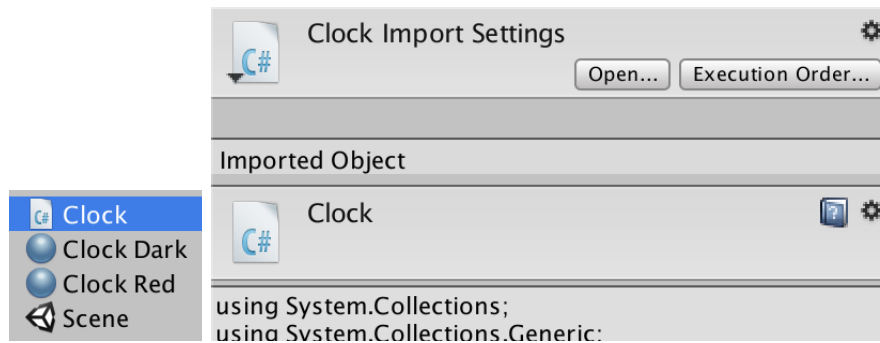 Clock
Clock Dark
Clock Red
Scene
C#
Clock Import Settings
C#
Open...
Execution Order...
Imported Object
Clock
C#
using System.Collections;
using System.Collections.Generic;